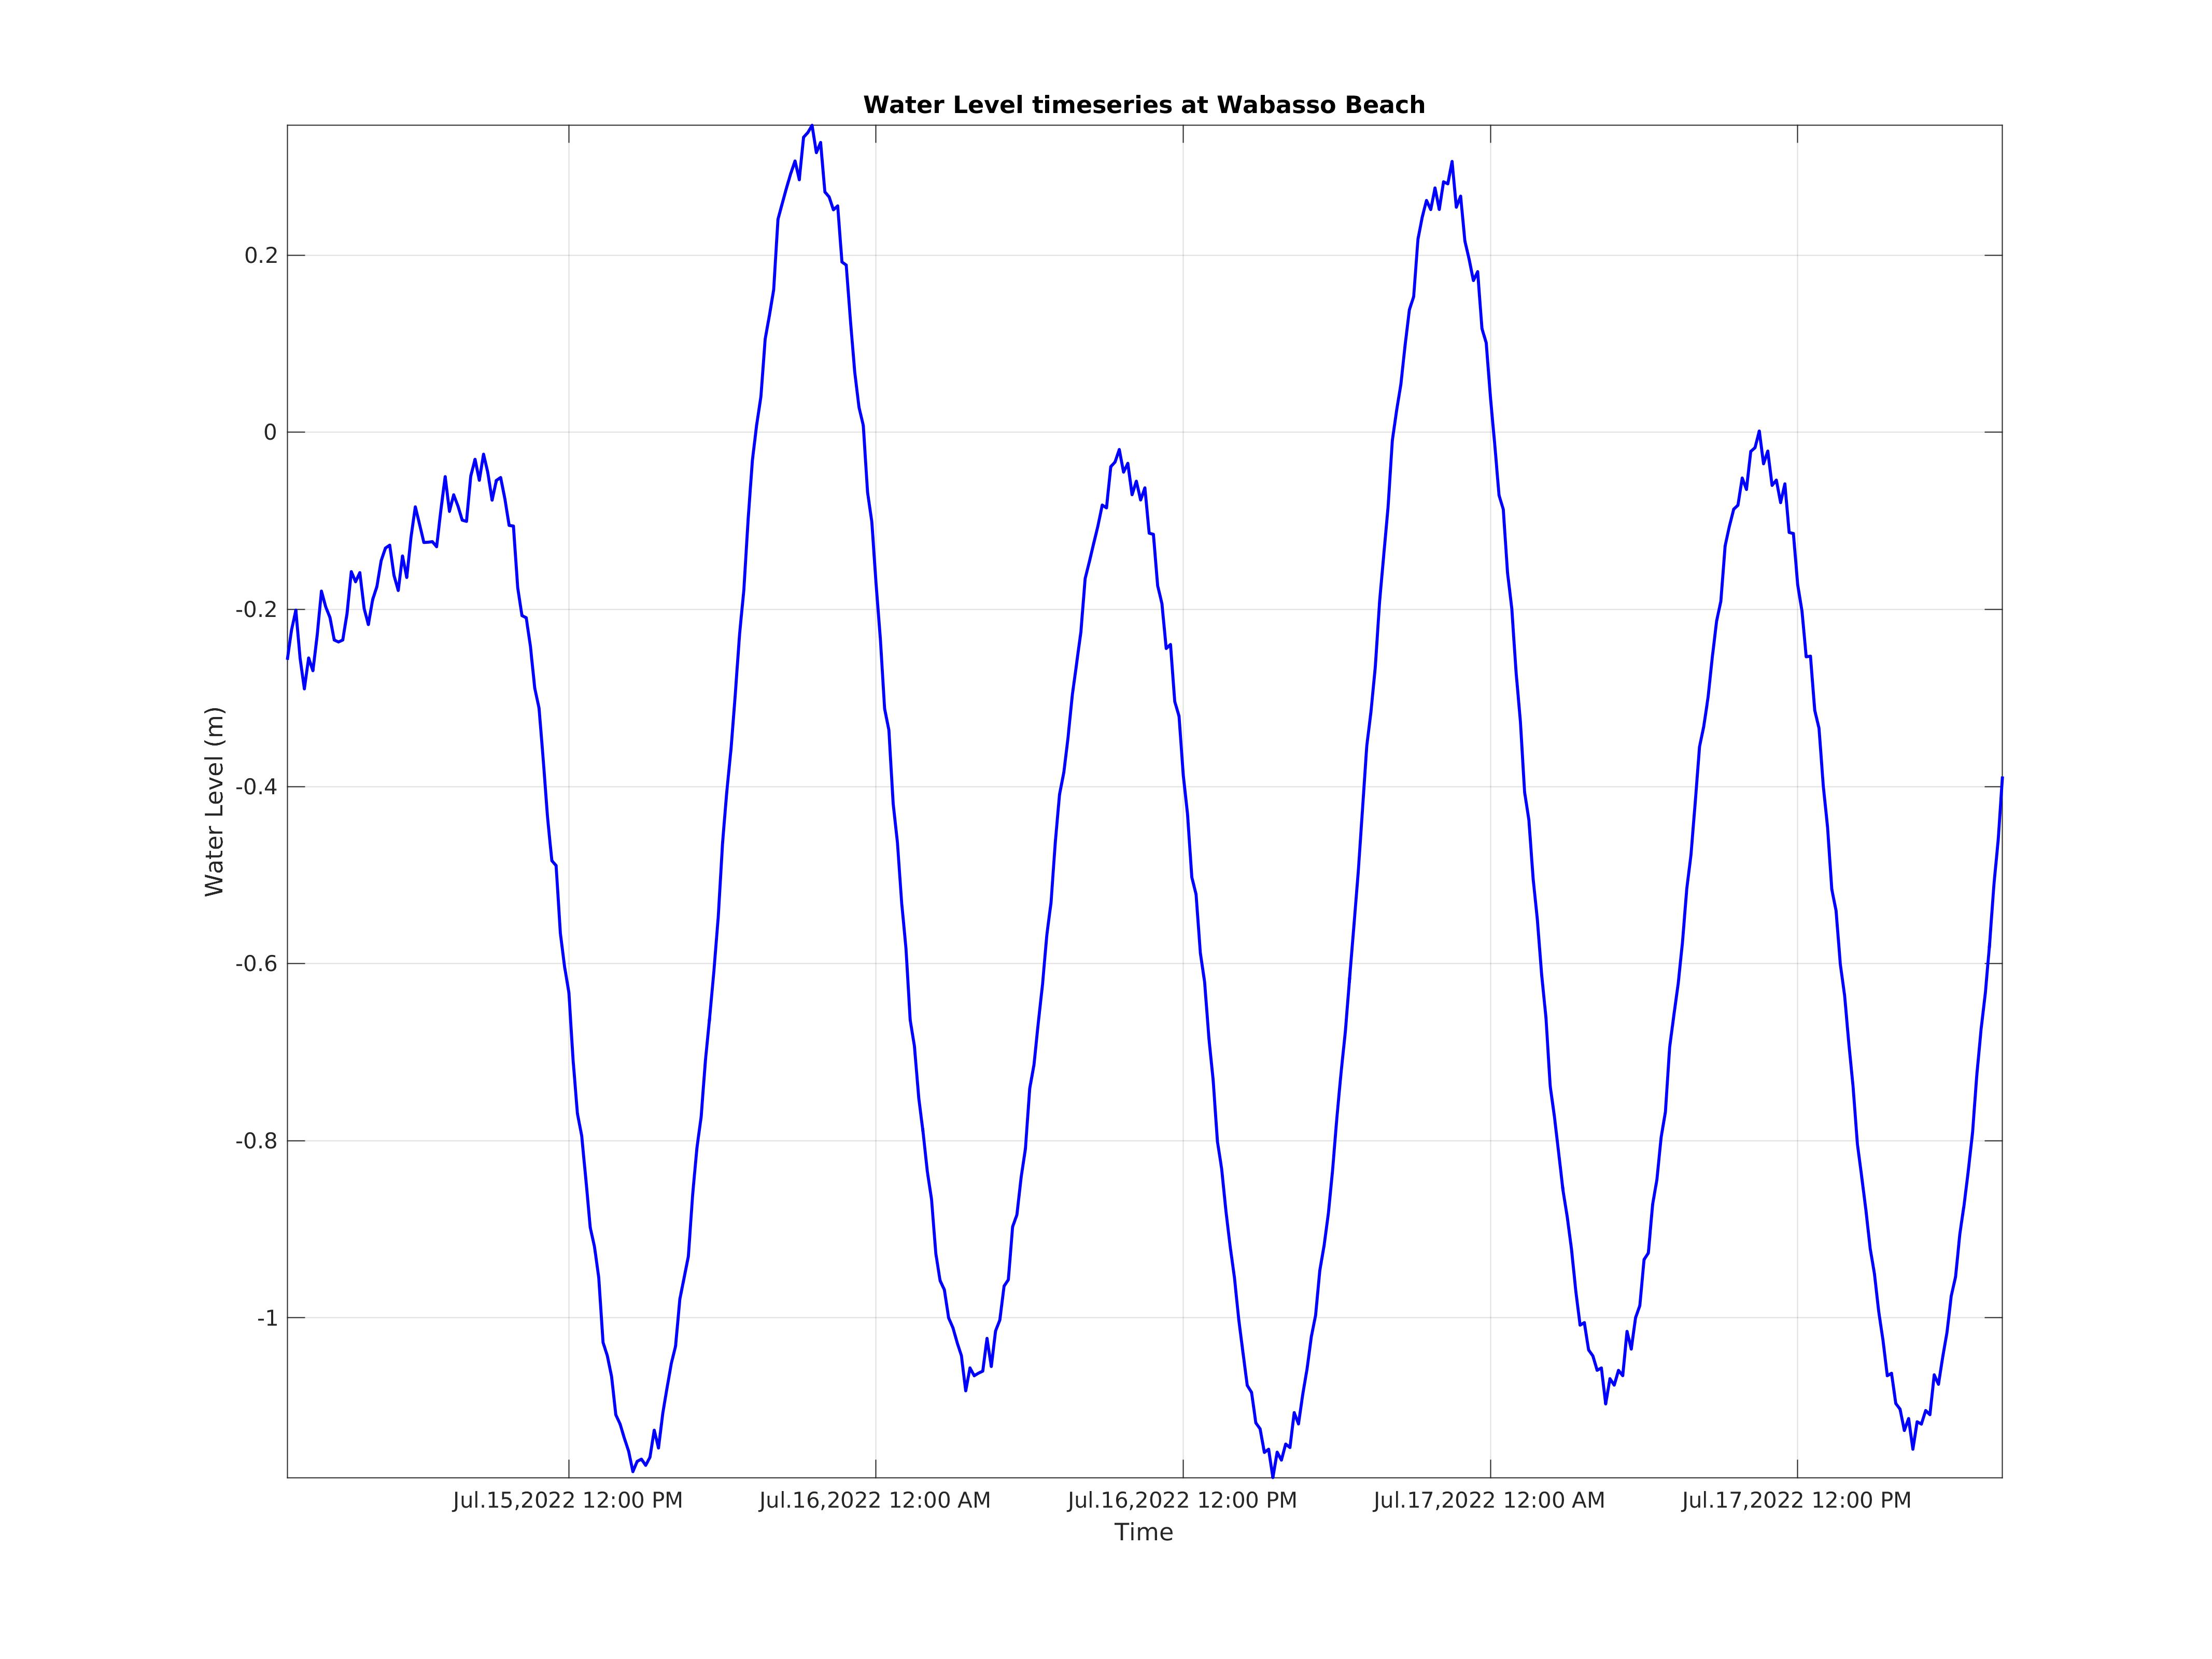 Water Level timeseries at Wabasso Beach
0.2
0
-0.2
-0.4
-0.6
-0.8
-1
Water Level (m)
Jul.15,2022 12:00 PM
Jul.16,2022 12:00 AM
Jul.16,2022 12:00 PM
Jul.17,2022 12:00 AM
Jul.17,2022 12:00 PM
Time